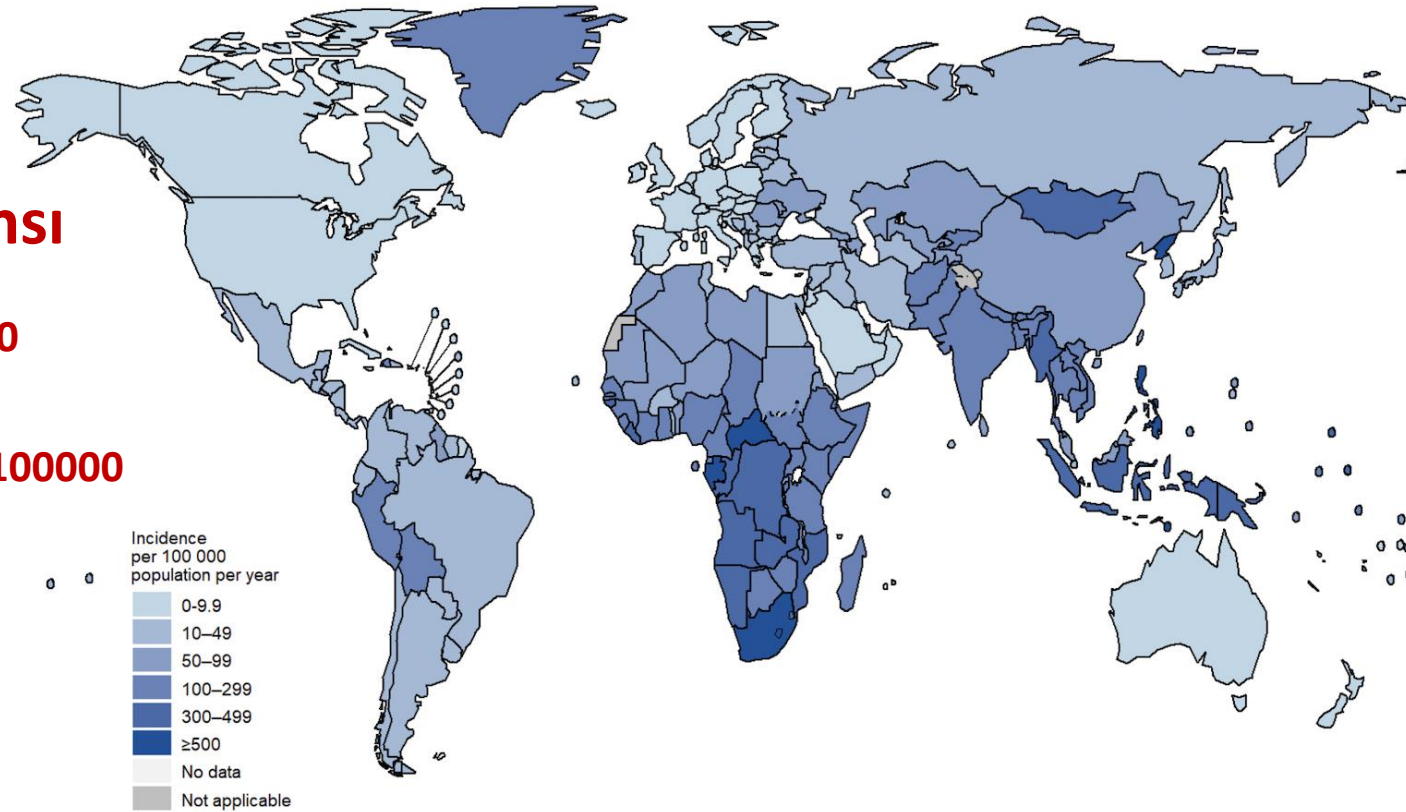 nsı
0
100000
Incidence
per 100 000
population per year
0-9.9
10–49
50–99
100–299
300–499
≥500
No data
Not applicable